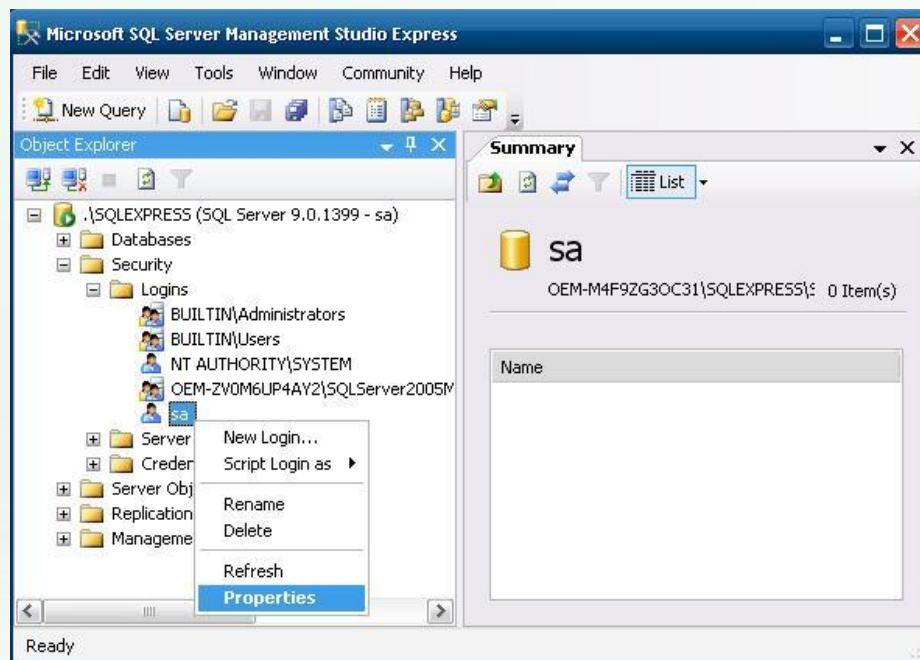 Microsoft SQL Server Management Studio Express
File Edit View Tools Window Community Help
New Query
Object Explorer
.\SQLEXPRESS (SQL Server 9.0.1399 - sa)
Databases
Security
Logins
BUILTIN\Administrators
BUILTIN\Users
NT AUTHORITY\SYSTEM
OEM-ZV0M6UP4AY2\SQLServer2005M
sa
Server
Creden
Server Obj
Replication
Manageme
New Login...
Script Login as
Rename
Delete
Refresh
Properties
Summary
List
sa
OEM-M4F9ZG3OC31\SQLEXPRESS\S 0 Item(s)
Name
Ready